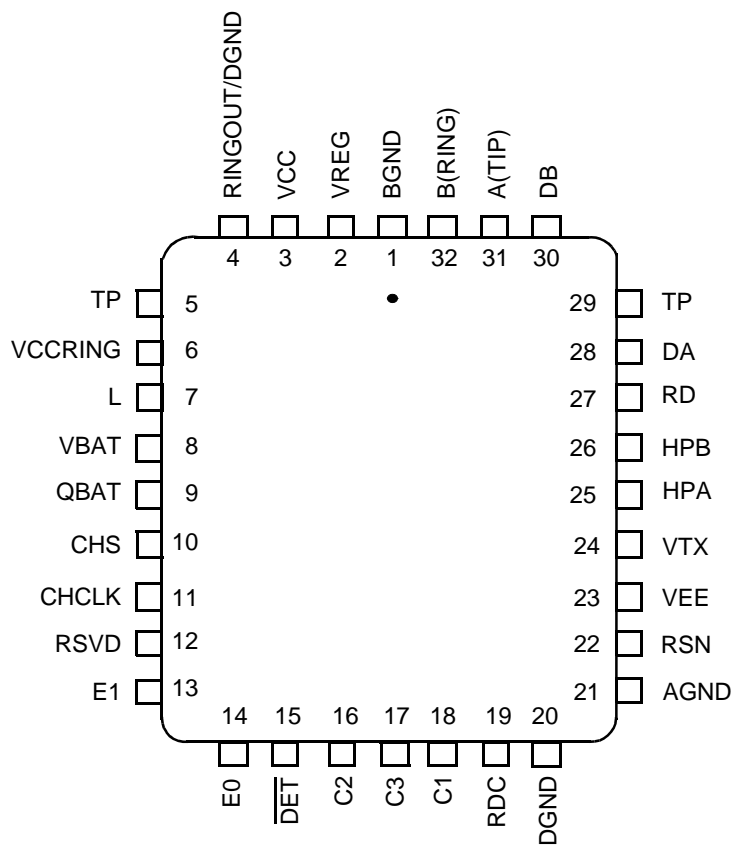 RINGOUT/DGND
VCC
VREG
BGND
B(RING)
A(TIP)
DB
4 3 2 1 32 31 30
TP 5 29 TP
VCCRING 6 28 DA
L 7 27 RD
VBAT 8 26 HPB
QBAT 9 25 HPA
CHS 10 24 VTX
CHCLK 11 23 VEE
RSVD 12 22 RSN
E1 13 21 AGND
14 15 16 17 18 19 20
E0
DET
C2
C3
C1
RDC
DGND